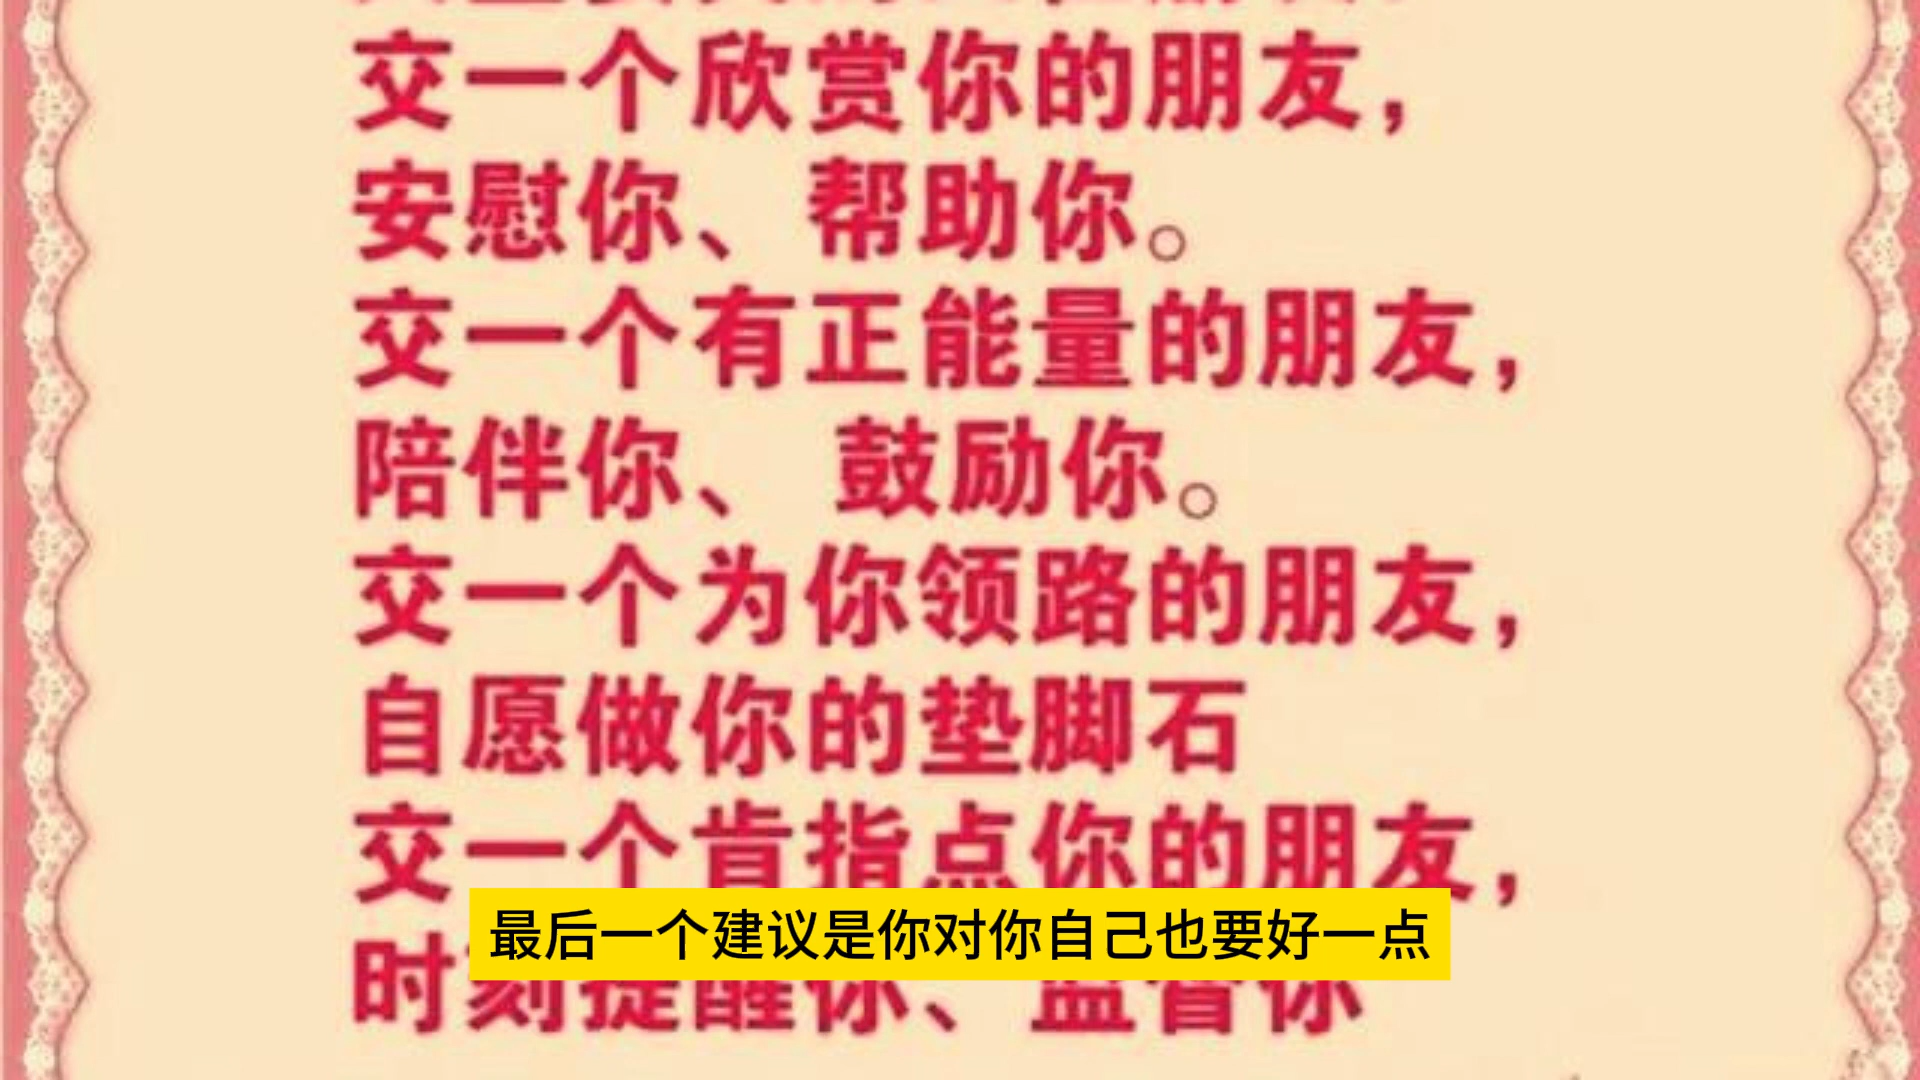 交一个欣赏你的朋友，
安慰你、帮助你。
交一个有正能量的朋友，
陪伴你、鼓励你。
交一个为你领路的朋友，
自愿做你的垫脚石
交一个肯指点你的朋友，
时刻提醒你、监督你
最后一个建议是你对你自己也要好一点